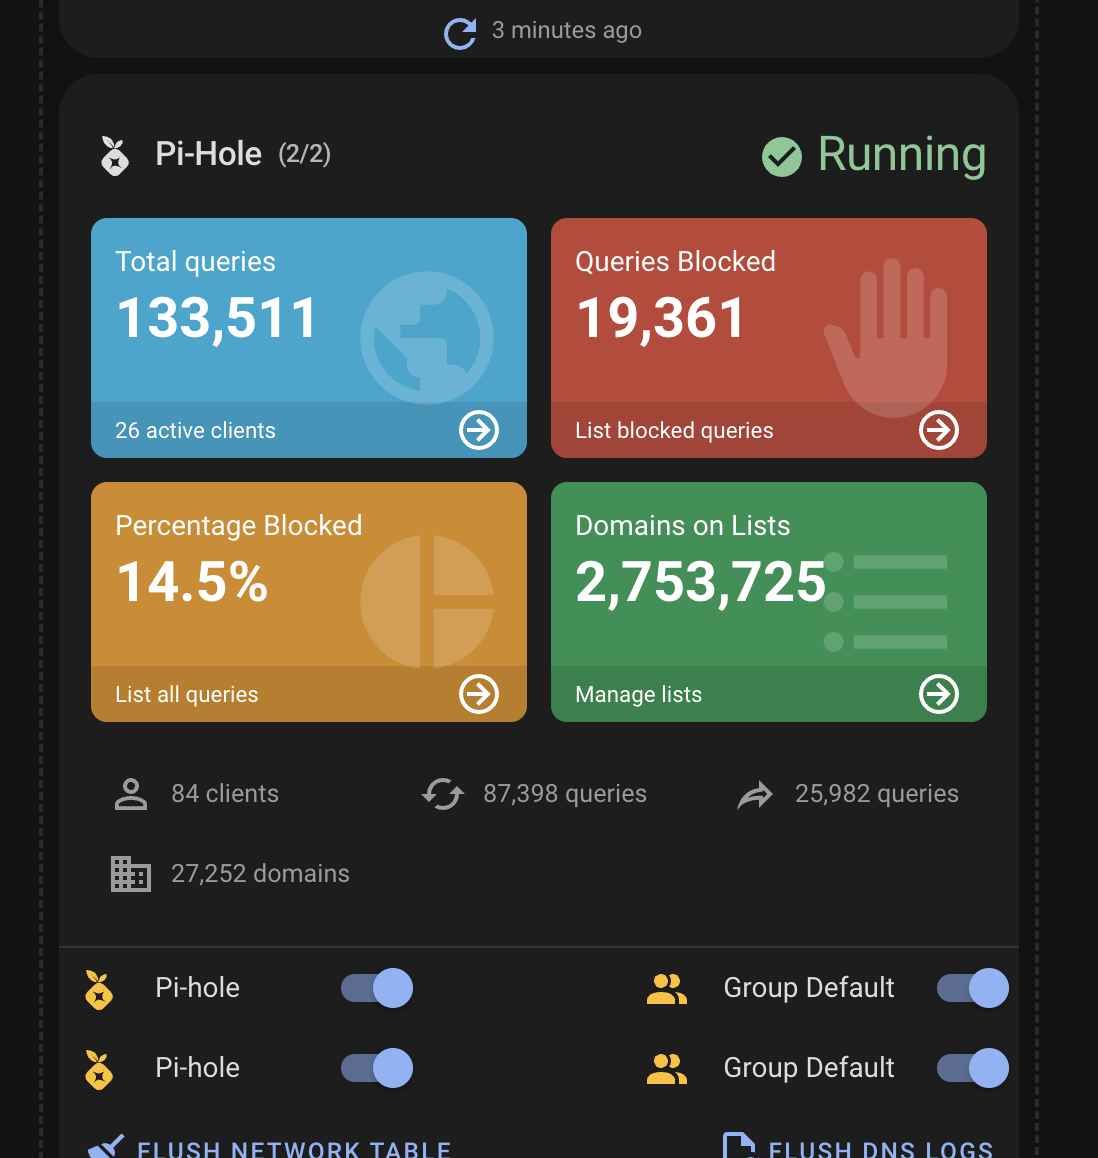 3 minutes ago
Pi-Hole (2/2)
Running
Total queries
133,511
26 active clients
Queries Blocked
19,361
List blocked queries
Percentage Blocked
14.5%
List all queries
Domains on Lists
2,753,725
Manage lists
84 clients
87,398 queries
25,982 queries
27,252 domains
Pi-hole
Group Default
Pi-hole
Group Default
FLUSH NETWORK TABLE
FLUSH DNS LOGS